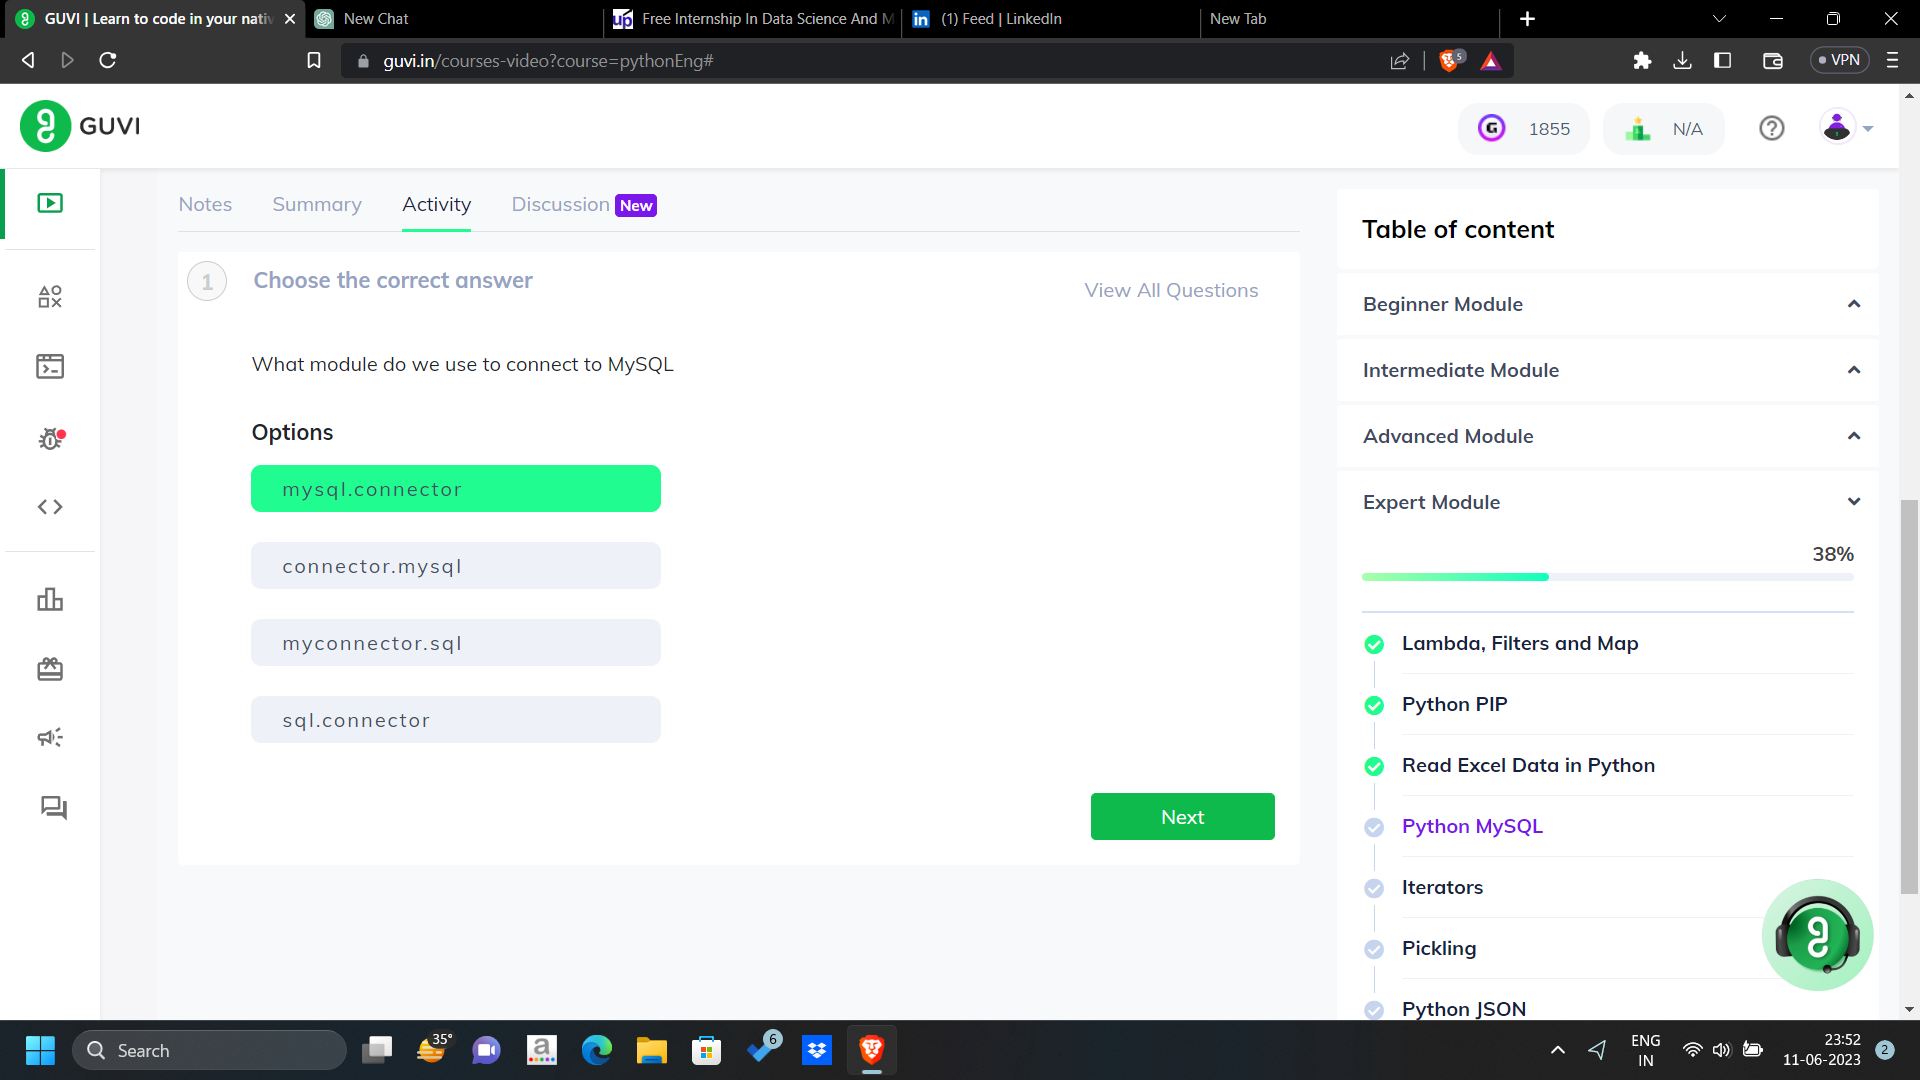 GUVI | Learn to code in your nativ
New Chat
Free Internship In Data Science And M
(1) Feed | LinkedIn
New Tab
guvi.in/courses-video?course=pythonEng#
5
VPN
GUVI
G
1855
N/A
Notes
Summary
Activity
Discussion New
1
Choose the correct answer
View All Questions
What module do we use to connect to MySQL
Options
mysql.connector
connector.mysql
myconnector.sql
sql.connector
Next
Table of content
Beginner Module
Intermediate Module
Advanced Module
Expert Module
38%
Lambda, Filters and Map
Python PIP
Read Excel Data in Python
Python MySQL
Iterators
Pickling
Python JSON
Search
35°
a
6
ENG
IN
23:52
11-06-2023
2